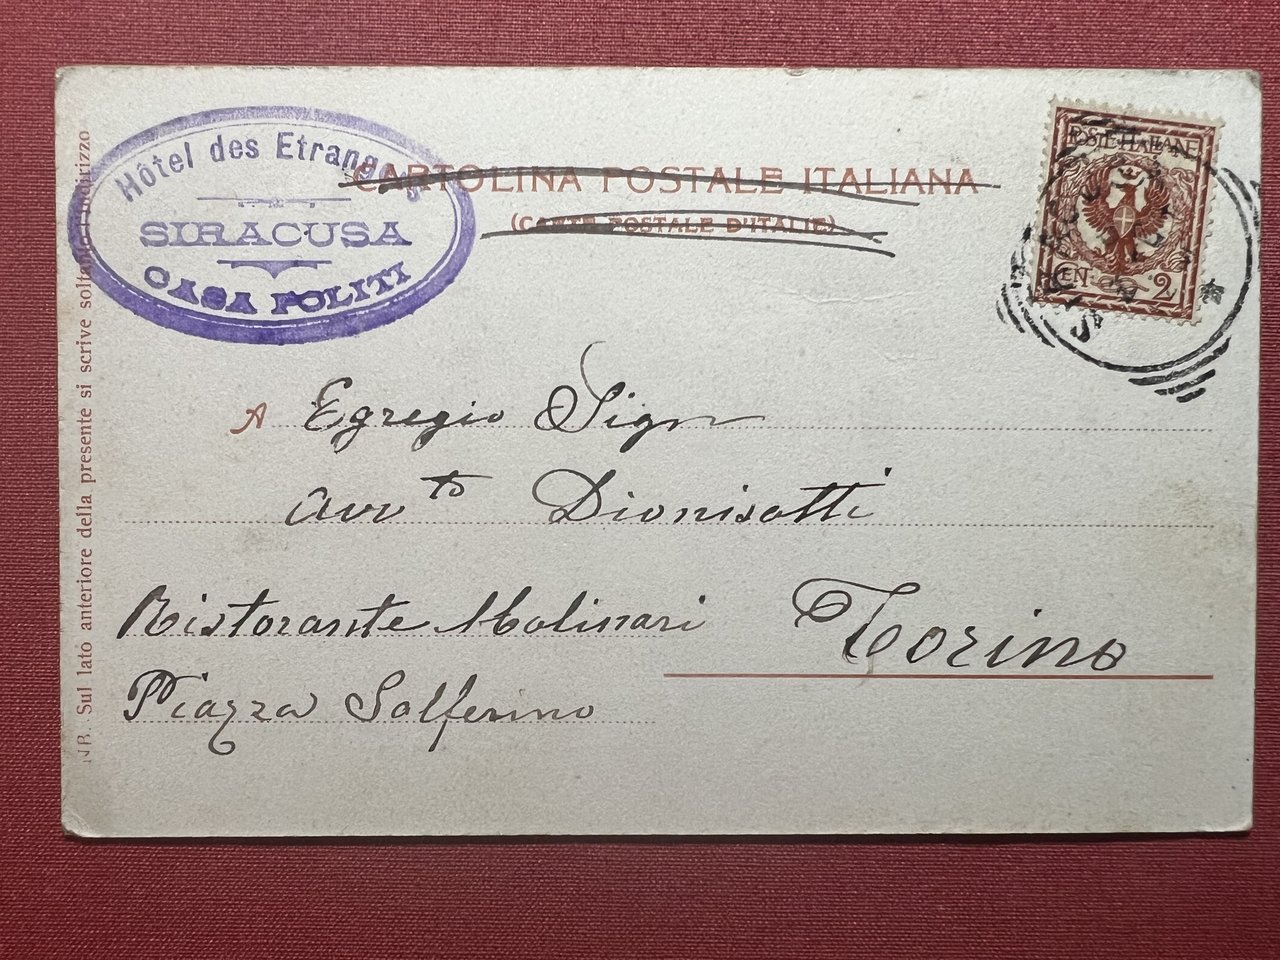 Hôtel des Etrangers
SIRACUSA
CASA POLITI
CARTOLINA POSTALE ITALIANA
(CARTE POSTALE D'ITALIE)
POSTE ITALIANE
CEN. 2
A Egregio Sign
Avv to Dionisotti
Ristorante Molinari
Torino
Piazza Solferino
NB. Sul lato anteriore della presente si scrive soltanto l'indirizzo